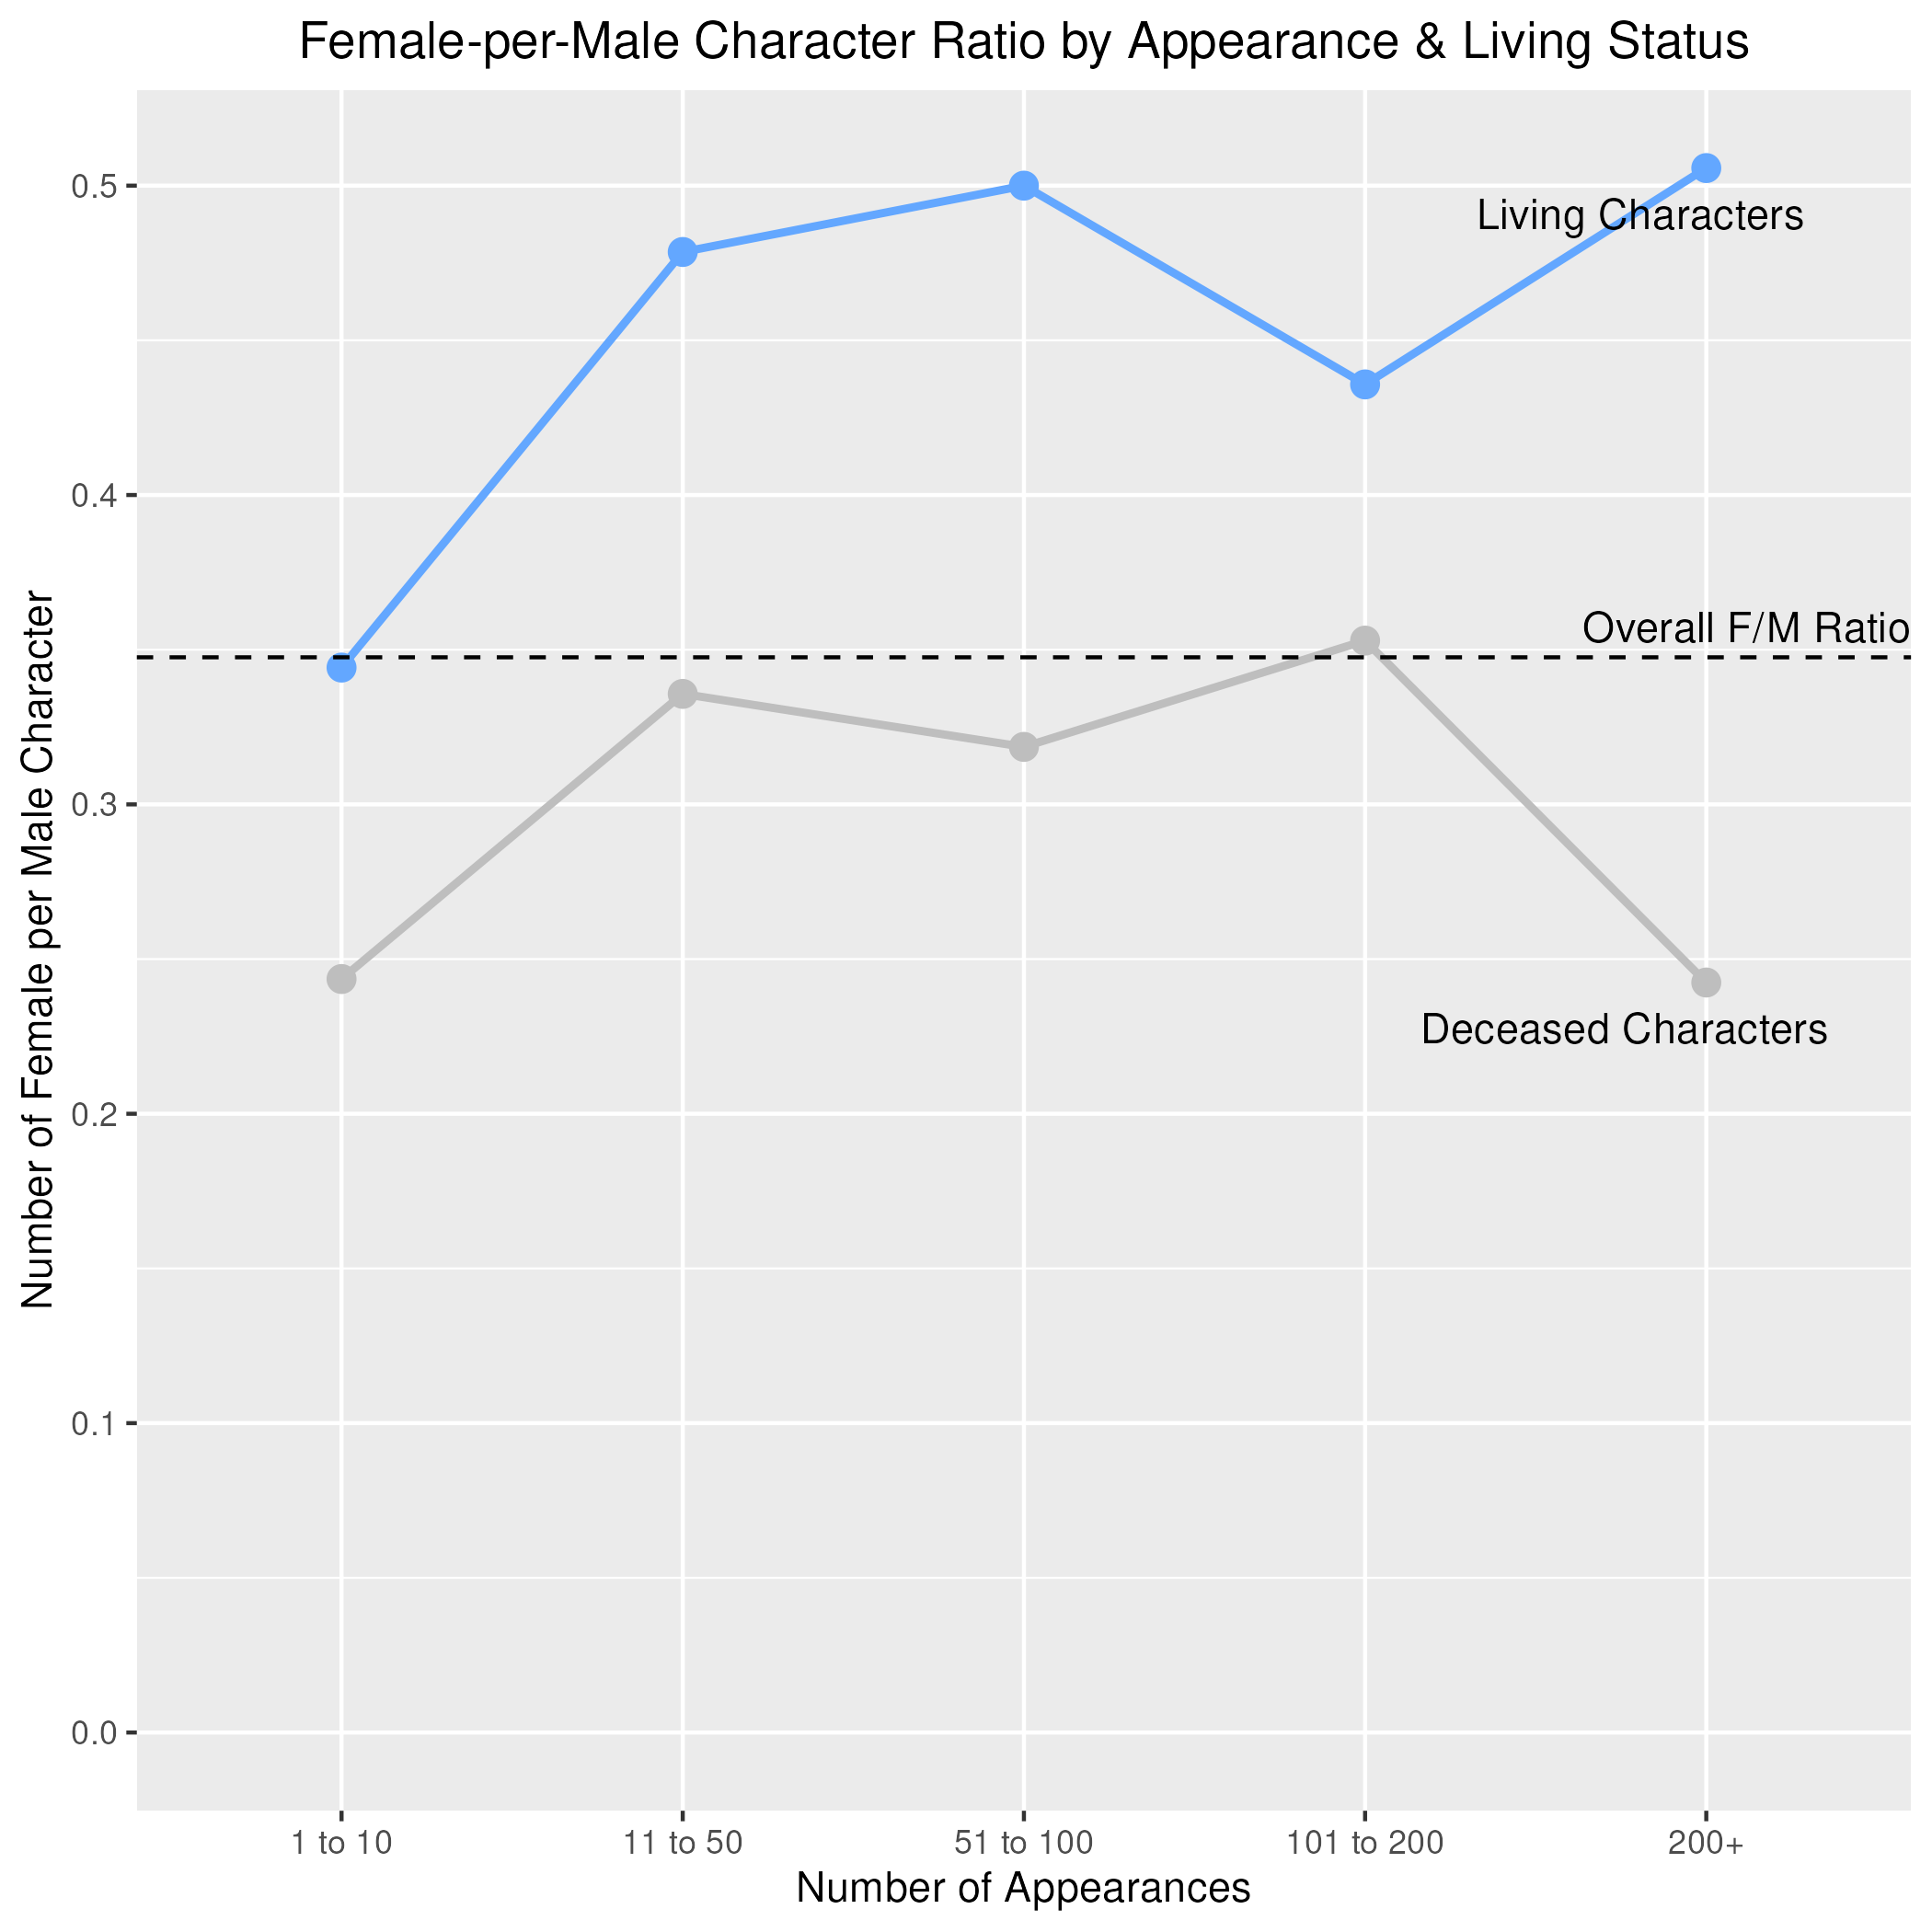 Female-per-Male Character Ratio by Appearance & Living Status
Number of Female per Male Character
0.5
0.4
0.3
0.2
0.1
0.0
Living Characters
Overall F/M Ratio
Deceased Characters
1 to 10
11 to 50
51 to 100
101 to 200
200+
Number of Appearances